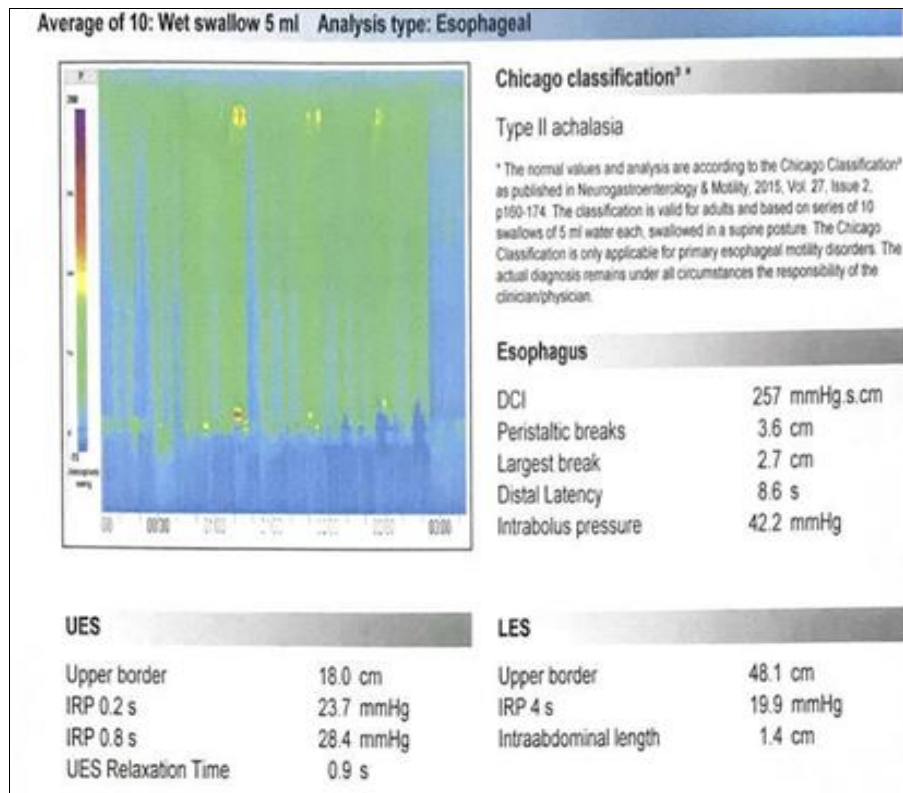 Average of 10: Wet swallow 5 ml Analysis type: Esophageal
Chicago classification³ *
Type II achalasia
* The normal values and analysis are according to the Chicago Classification³
as published in Neurogastroenterology & Motility, 2015, Vol. 27, Issue 2,
p160-174. The classification is valid for adults and based on series of 10
swallows of 5 ml water each, swallowed in a supine posture. The Chicago
Classification is only applicable for primary esophageal motility disorders. The
actual diagnosis remains under all circumstances the responsibility of the
clinician/physician.
00:30
03:00
Esophagus
DCI 257 mmHg.s.cm
Peristaltic breaks 3.6 cm
Largest break 2.7 cm
Distal Latency 8.6 s
Intrabolus pressure 42.2 mmHg
UES
Upper border 18.0 cm
IRP 0.2 s 23.7 mmHg
IRP 0.8 s 28.4 mmHg
UES Relaxation Time 0.9 s
LES
Upper border 48.1 cm
IRP 4 s 19.9 mmHg
Intraabdominal length 1.4 cm